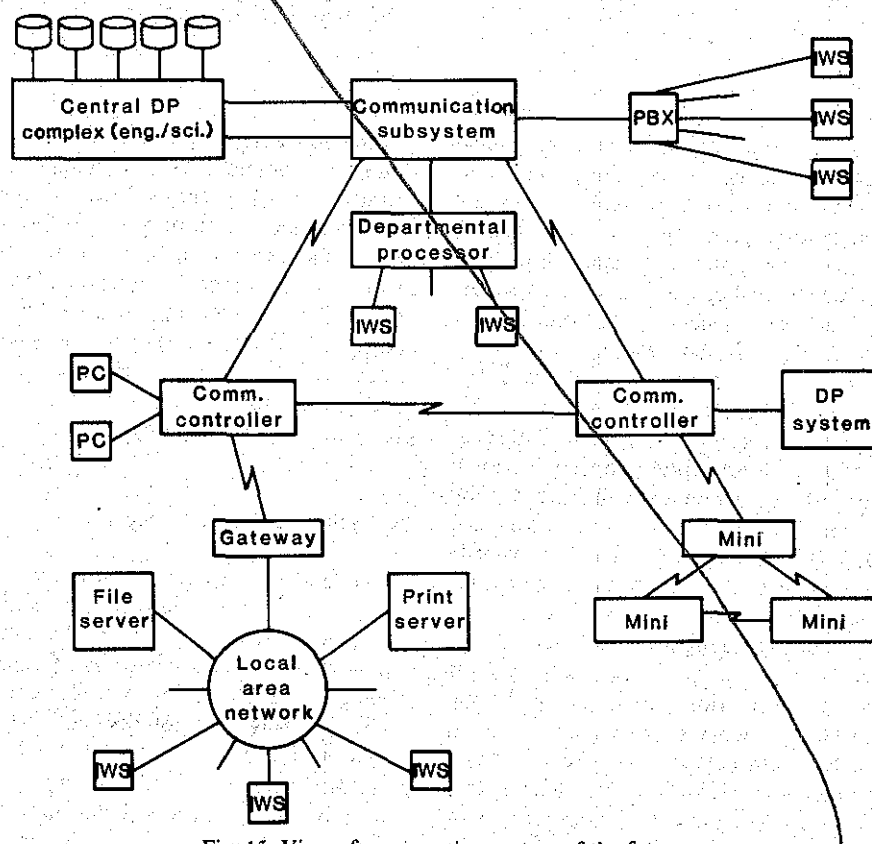 Central DP
complex (eng./sci.)
Communication
subsystem
PBX
IWS
IWS
IWS
Departmental
processor
IWS
IWS
PC
PC
Comm.
controller
Comm.
controller
DP
system
Gateway
Mini
Mini
Mini
File
server
Print
server
Local
area
network
IWS
IWS
IWS